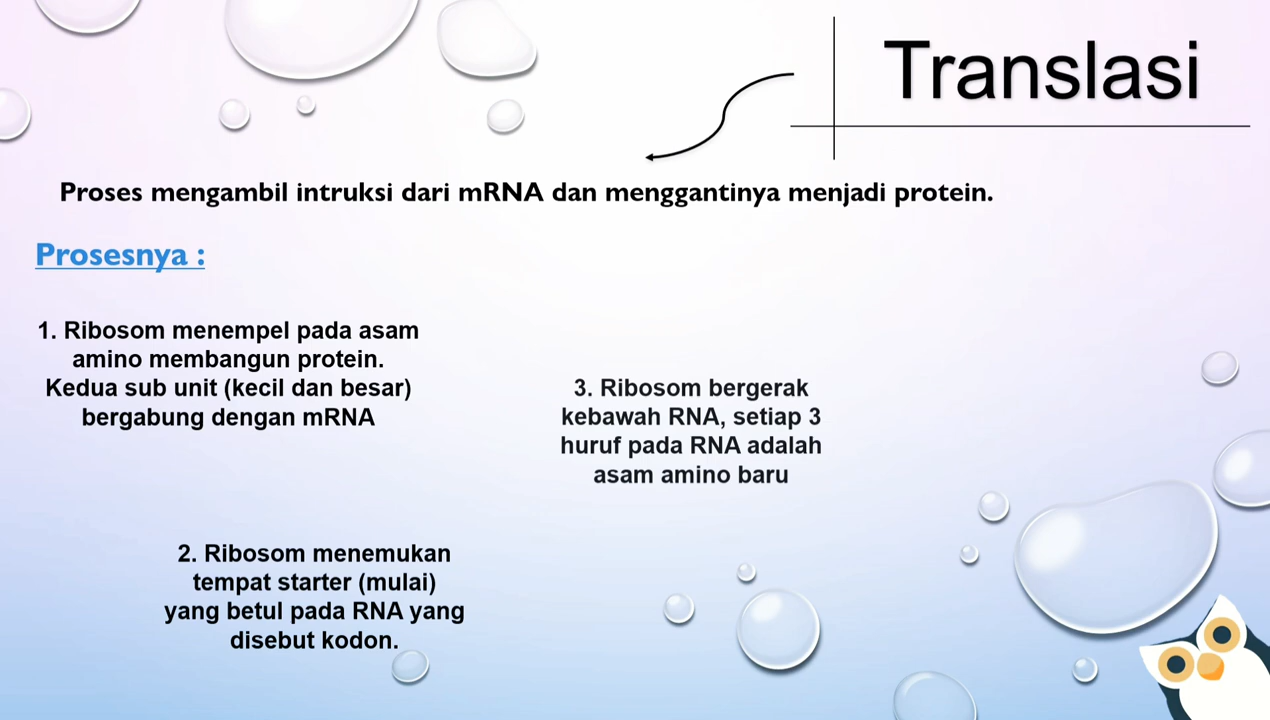 Translasi
Proses mengambil intruksi dari mRNA dan menggantinya menjadi protein.
Prosesnya :
1. Ribosom menempel pada asam
amino membangun protein.
Kedua sub unit (kecil dan besar)
bergabung dengan mRNA
2. Ribosom menemukan
tempat starter (mulai)
yang betul pada RNA yang
disebut kodon.
3. Ribosom bergerak
kebawah RNA, setiap 3
huruf pada RNA adalah
asam amino baru